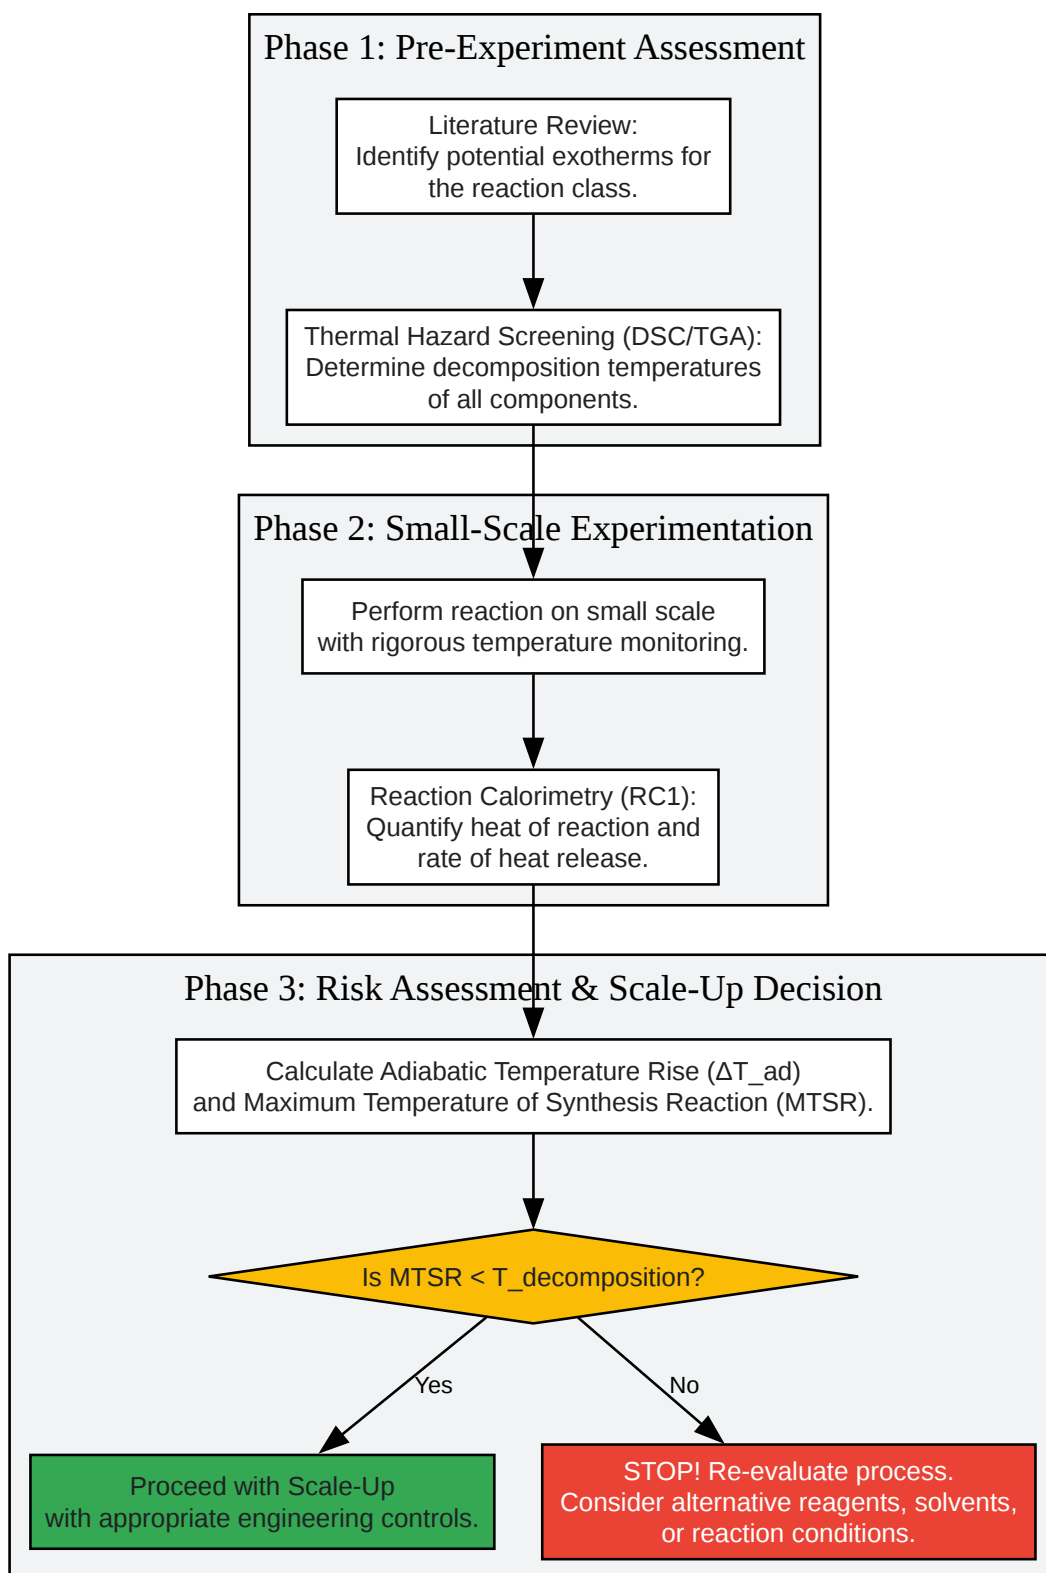 Phase 1: Pre-Experiment Assessment
Literature Review:
Identify potential exotherms for
the reaction class.
Thermal Hazard Screening (DSC/TGA):
Determine decomposition temperatures
of all components.
Phase 2: Small-Scale Experimentation
Perform reaction on small scale
with rigorous temperature monitoring.
Reaction Calorimetry (RC1):
Quantify heat of reaction and
rate of heat release.
Phase 3: Risk Assessment & Scale-Up Decision
Calculate Adiabatic Temperature Rise (ΔT_ad)
and Maximum Temperature of Synthesis Reaction (MTSR).
Is MTSR < T_decomposition?
Yes
No
Proceed with Scale-Up
with appropriate engineering controls.
STOP! Re-evaluate process.
Consider alternative reagents, solvents,
or reaction conditions.